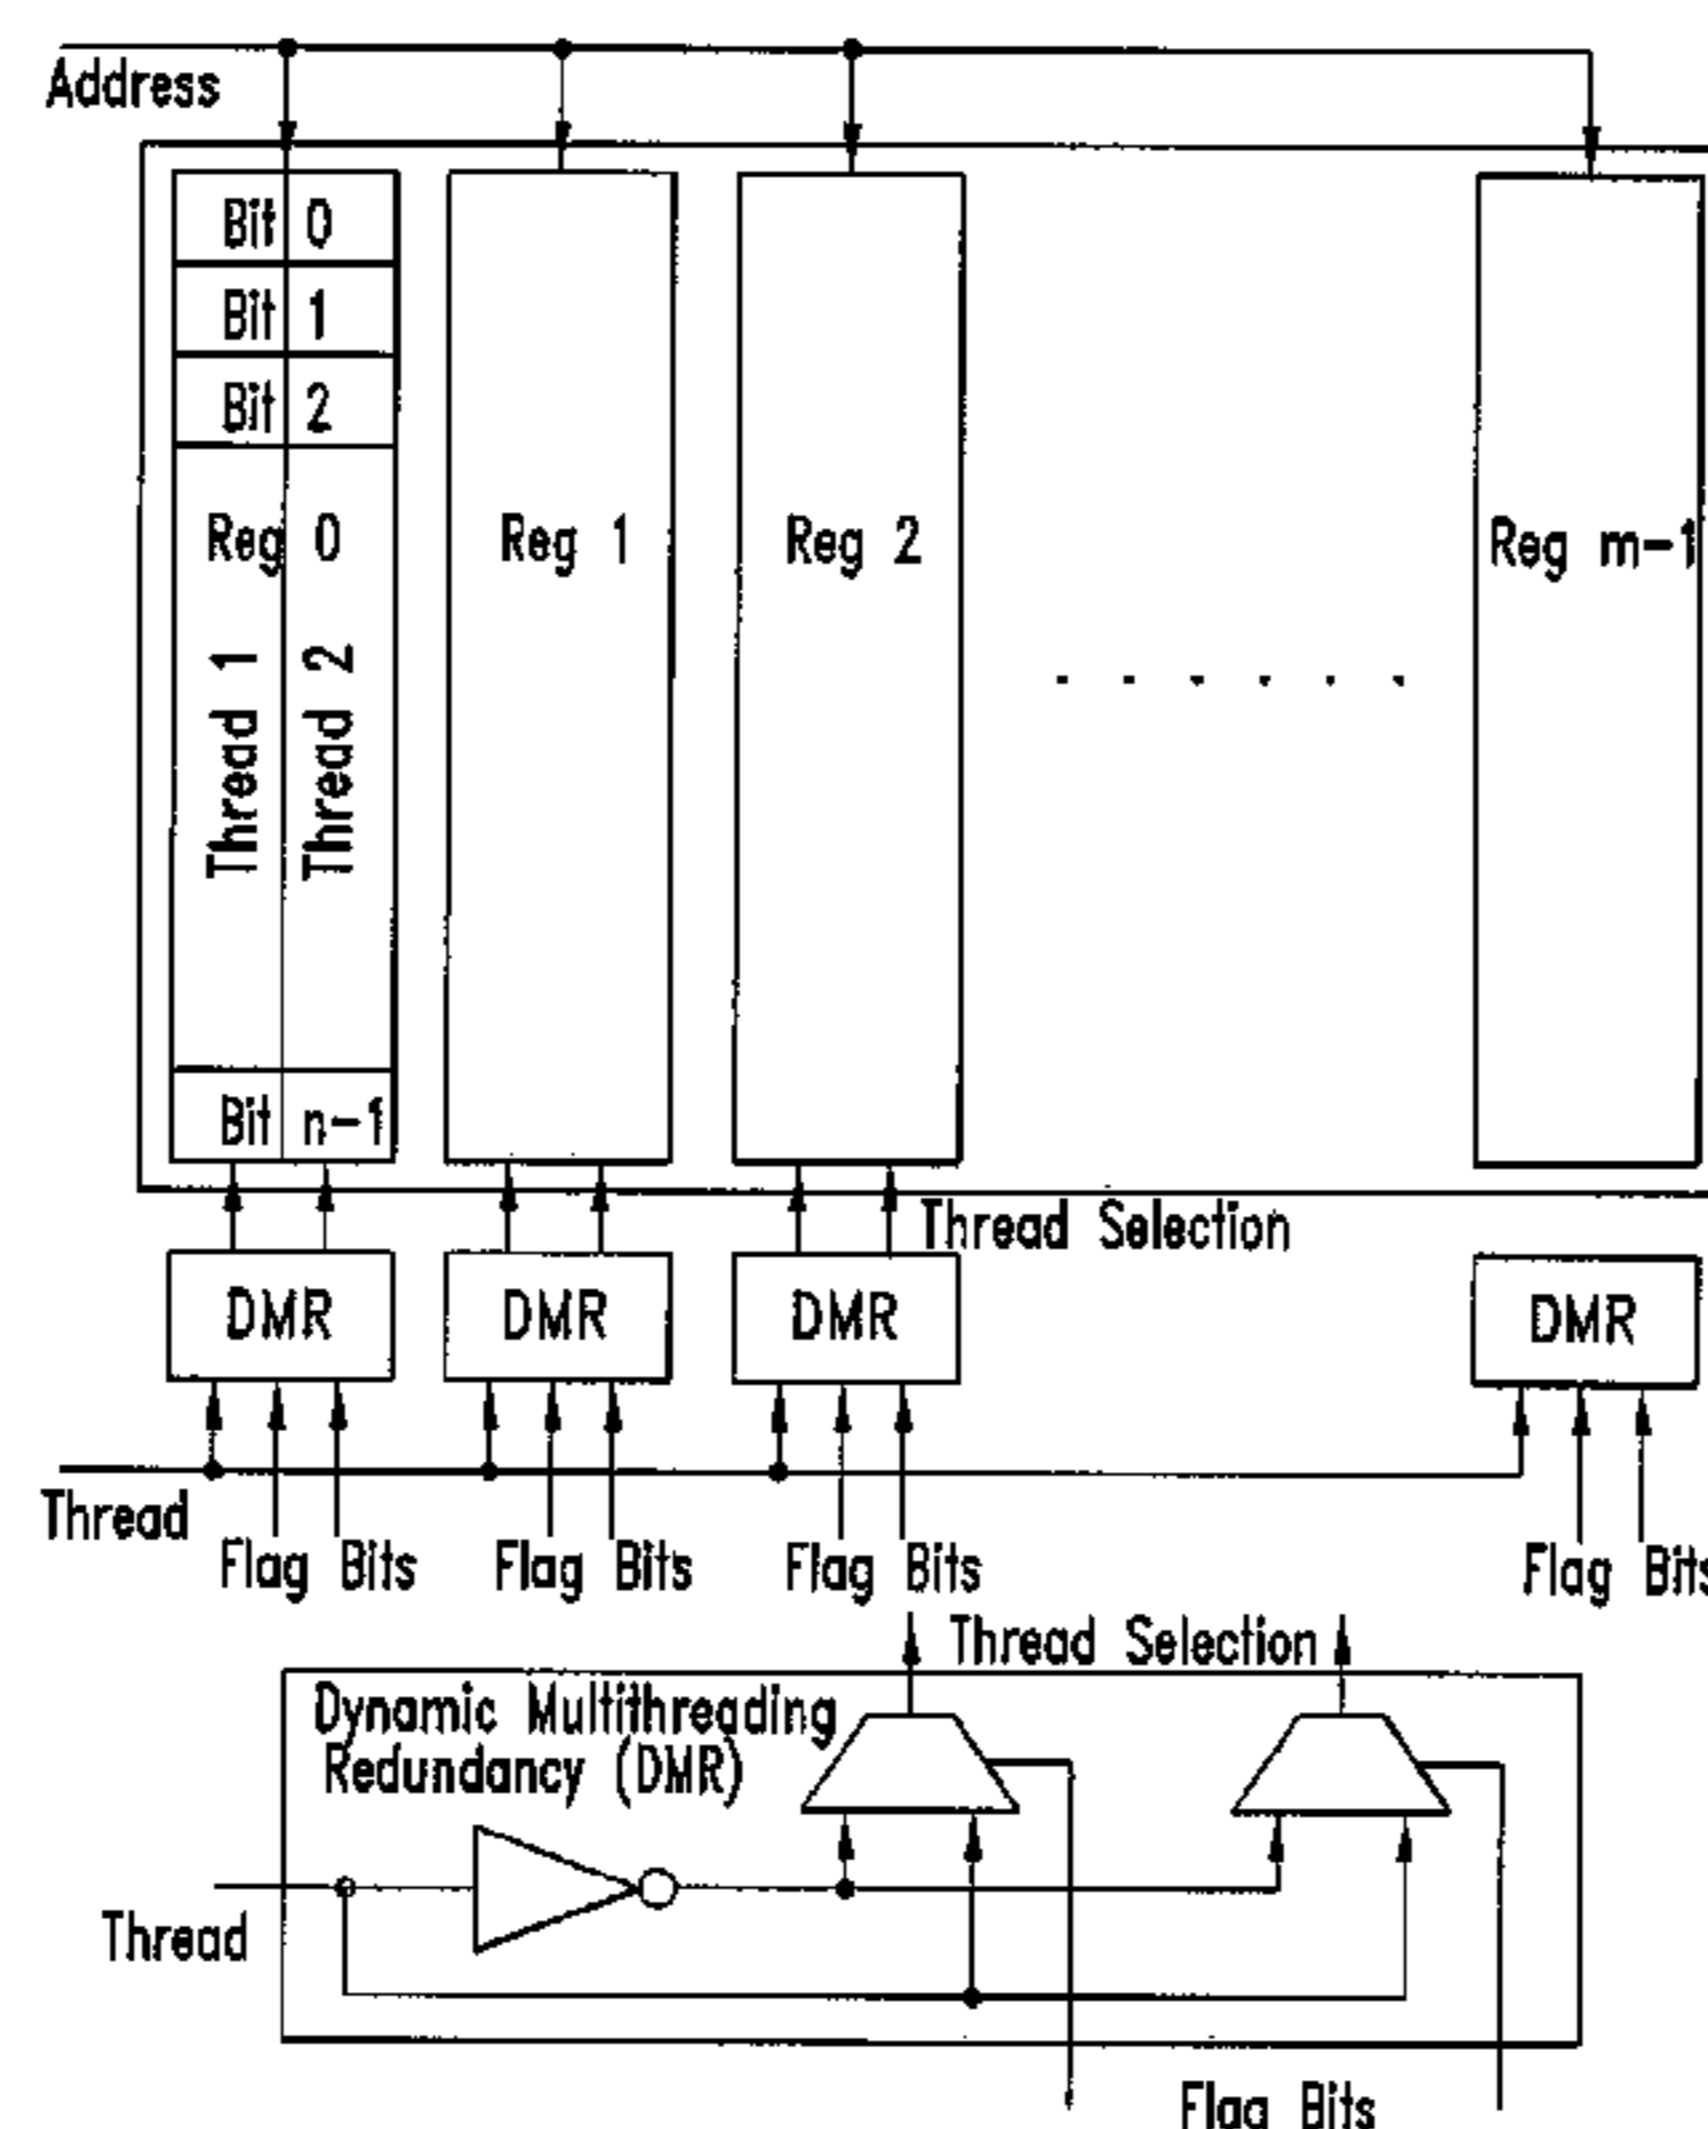 Address
Bit 0
Bit 1
Bit 2
Reg 0
Reg 1
Reg 2
Reg m-1
Thread 1
Thread 2
Bit n-1
Thread Selection
DMR
DMR
DMR
DMR
Thread
Flag Bits
Flag Bits
Flag Bits
Flag Bits
Thread Selection
Dynamic Multithreading
Redundancy (DMR)
Thread
Flag Bits